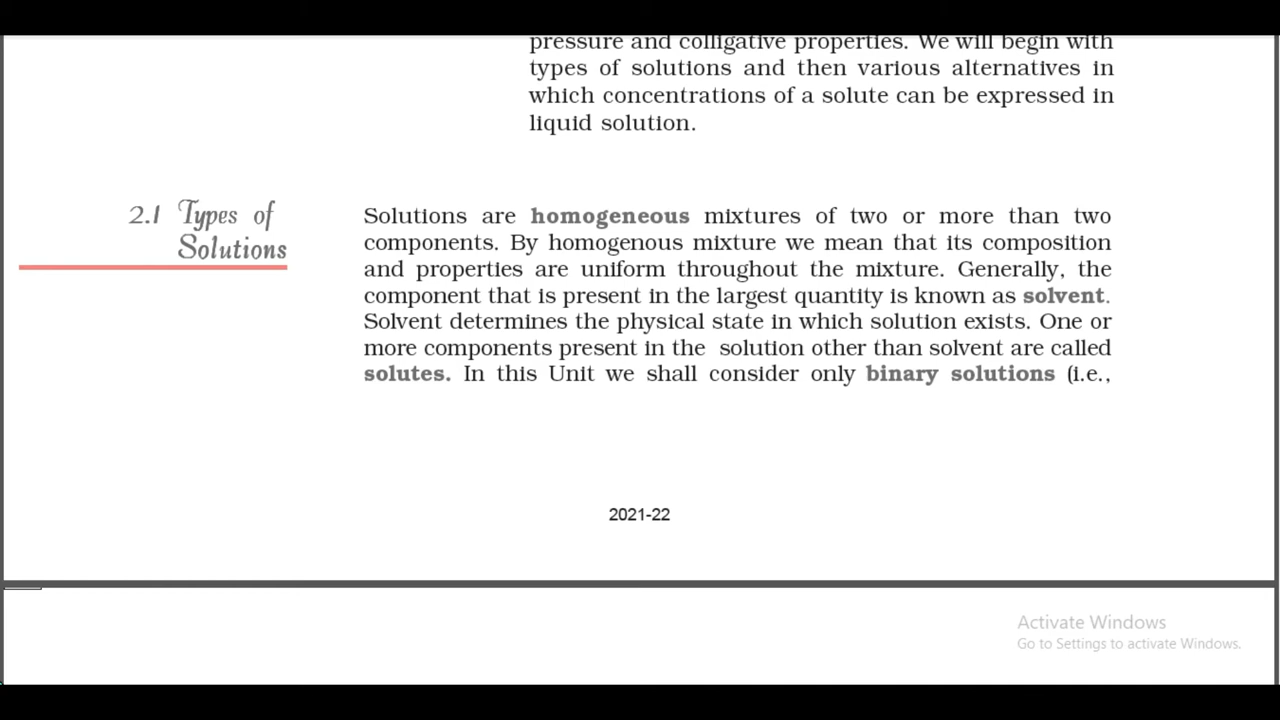 pressure and colligative properties. We will begin with
types of solutions and then various alternatives in
which concentrations of a solute can be expressed in
liquid solution.
2.1 Types of
Solutions
Solutions are homogeneous mixtures of two or more than two
components. By homogenous mixture we mean that its composition
and properties are uniform throughout the mixture. Generally, the
component that is present in the largest quantity is known as solvent.
Solvent determines the physical state in which solution exists. One or
more components present in the solution other than solvent are called
solutes. In this Unit we shall consider only binary solutions (i.e.,
2021-22
Activate Windows
Go to Settings to activate Windows.